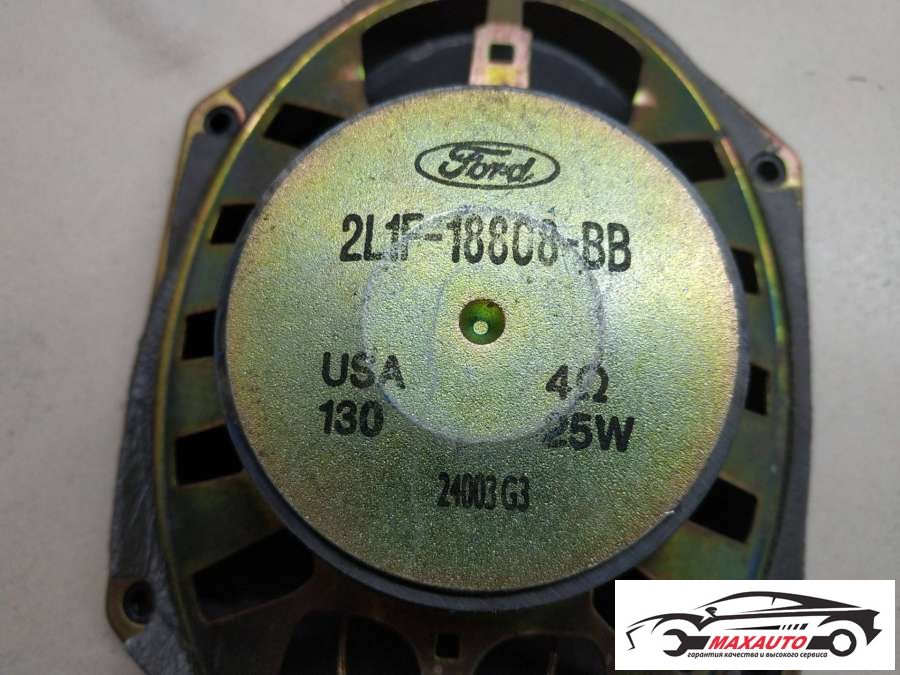 Ford
2L1F-18808-BB
USA
4Ω
130
25W
24003 G3
MAXAUTO
гарантия качества и высокого сервиса